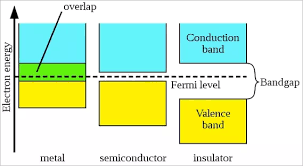 overlap
Electron energy
Conduction
band
Fermi level
Bandgap
Valence
band
metal
semiconductor
insulator